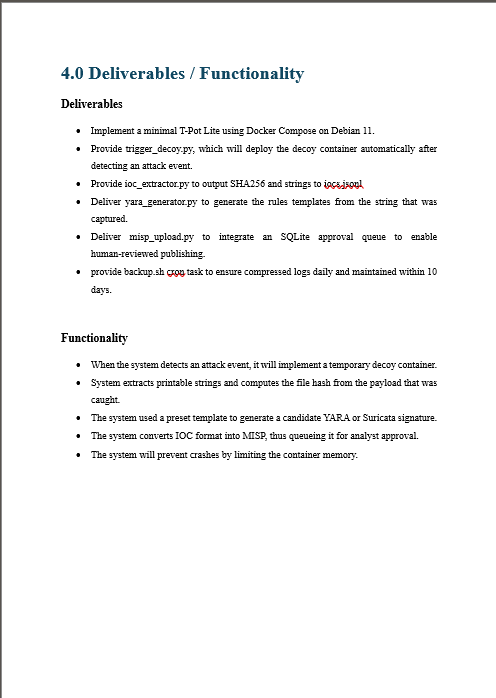 4.0 Deliverables / Functionality
Deliverables
• Implement a minimal T-Pot Lite using Docker Compose on Debian 11.
• Provide trigger_decoy.py, which will deploy the decoy container automatically after
detecting an attack event.
• Provide ioc_extractor.py to output SHA256 and strings to iocs.jsonl.
• Deliver yara_generator.py to generate the rules templates from the string that was
captured.
• Deliver misp_upload.py to integrate an SQLite approval queue to enable
human-reviewed publishing.
• provide backup.sh cron task to ensure compressed logs daily and maintained within 10
days.
Functionality
• When the system detects an attack event, it will implement a temporary decoy container.
• System extracts printable strings and computes the file hash from the payload that was
caught.
• The system used a preset template to generate a candidate YARA or Suricata signature.
• The system converts IOC format into MISP, thus queueing it for analyst approval.
• The system will prevent crashes by limiting the container memory.